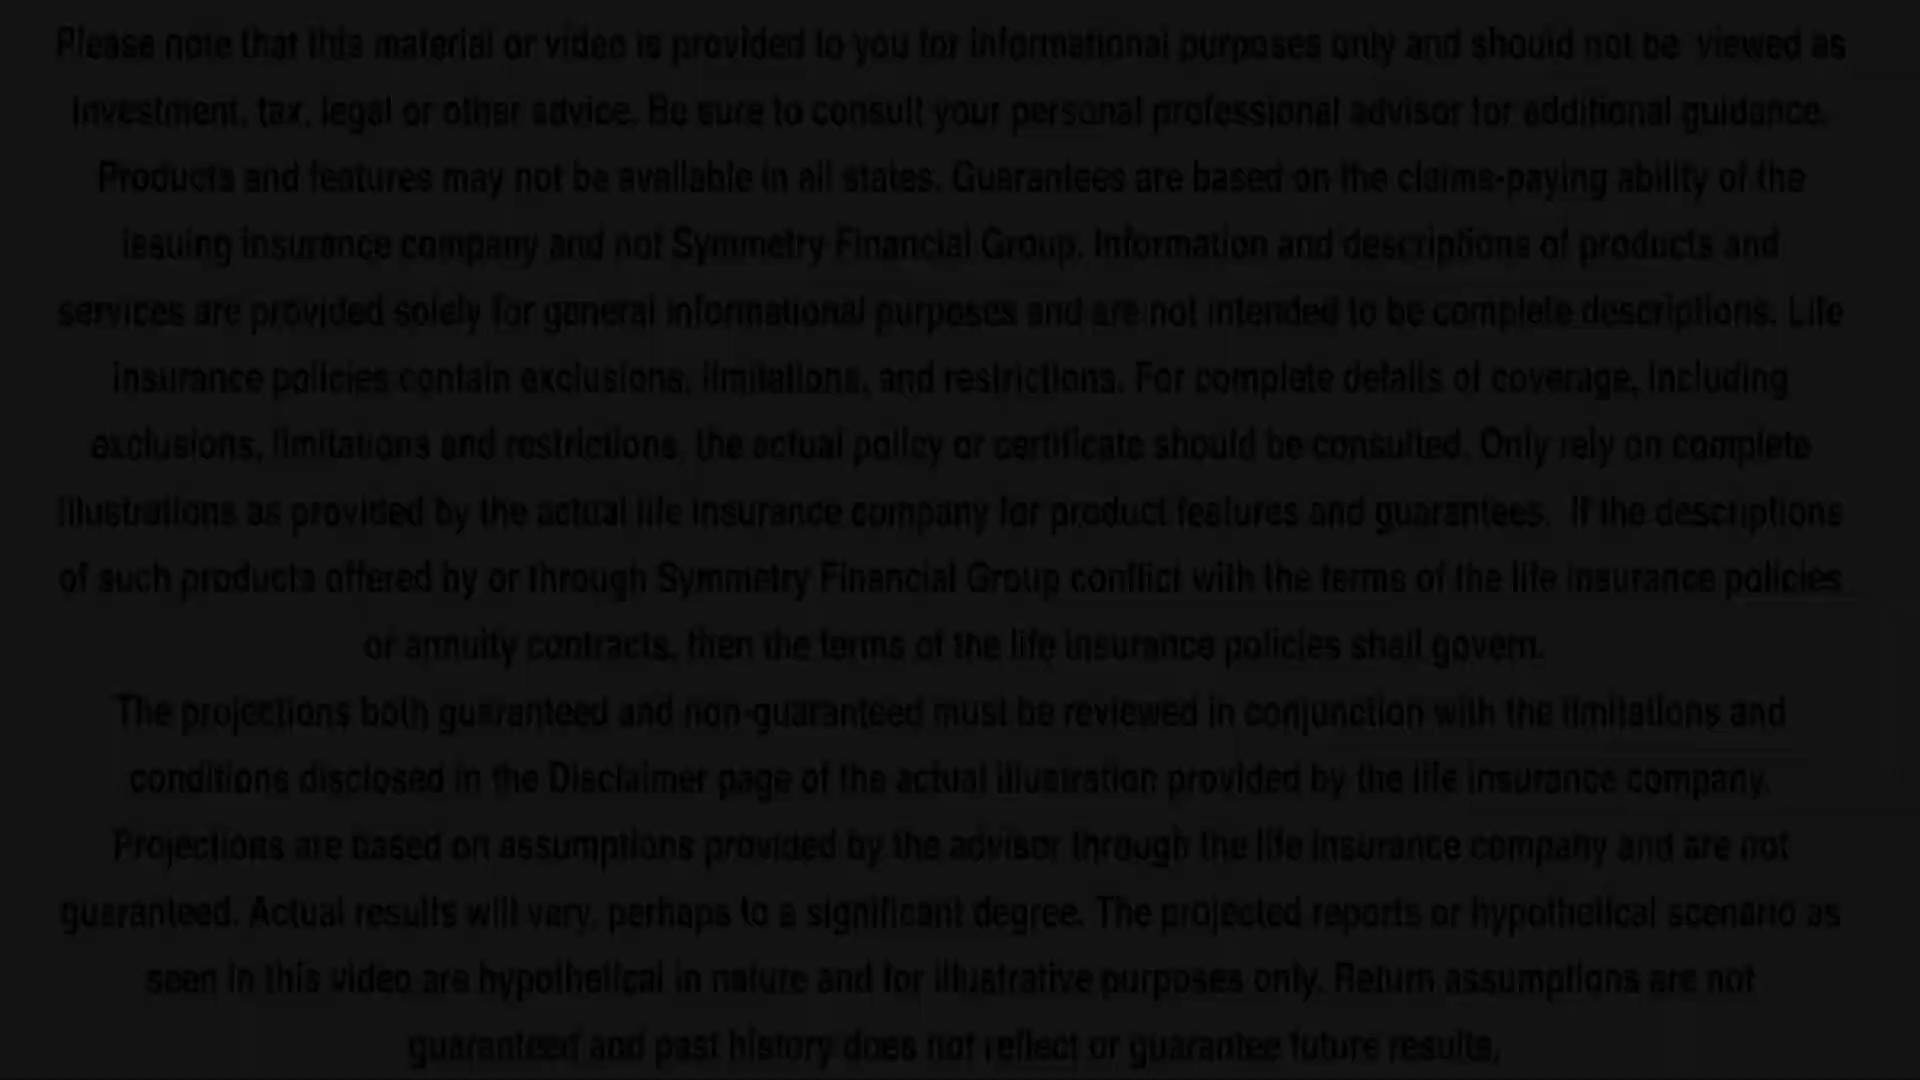 Please note that this material or video is provided to you for informational purposes only and should not be viewed as
investment, tax, legal or other advice. Be sure to consult your personal professional advisor for additional guidance.
Products and features may not be available in all states. Guarantees are based on the claims-paying ability of the
issuing insurance company and not Symmetry Financial Group. Information and descriptions of products and
services are provided solely for general informational purposes and are not intended to be complete descriptions. Life
insurance policies contain exclusions, limitations, and restrictions. For complete details of coverage, including
exclusions, limitations and restrictions, the actual policy or certificate should be consulted. Only rely on complete
illustrations as provided by the actual life insurance company for product features and guarantees. If the descriptions
of such products offered by or through Symmetry Financial Group conflict with the terms of the life insurance policies
or annuity contracts, then the terms of the life insurance policies shall govern.
The projections both guaranteed and non-guaranteed must be reviewed in conjunction with the limitations and
conditions disclosed in the Disclaimer page of the actual illustration provided by the life insurance company.
Projections are based on assumptions provided by the advisor through the life insurance company and are not
guaranteed. Actual results will vary, perhaps to a significant degree. The projected reports or hypothetical scenario as
seen in this video are hypothetical in nature and for illustrative purposes only. Return assumptions are not
guaranteed and past history does not reflect or guarantee future results.